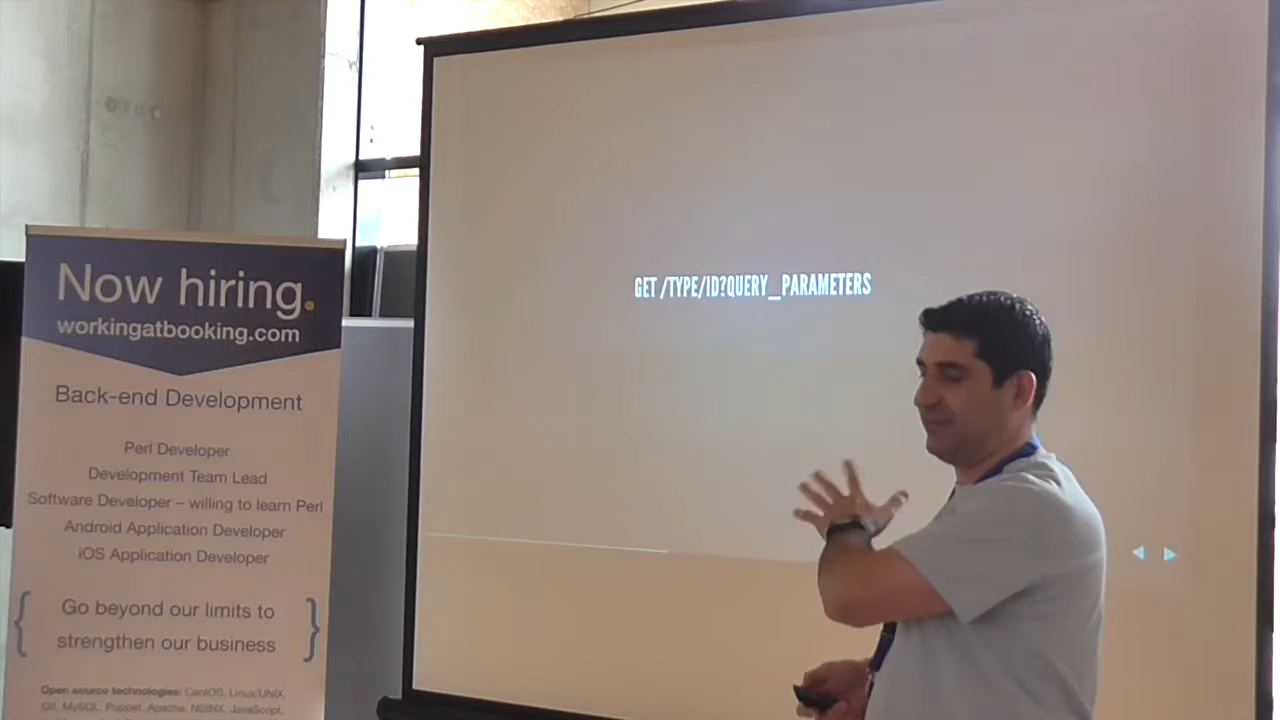 Now hiring.
workingatbooking.com
Back-end Development
Perl Developer
Development Team Lead
Software Developer – willing to learn Perl
Android Application Developer
iOS Application Developer
{ Go beyond our limits to
strengthen our business }
Open source technologies: CentOS, Linux/UNIX,
Git, MySQL, Puppet, Apache, NGINX, JavaScript,
GET /TYPE/ID?QUERY_PARAMETERS